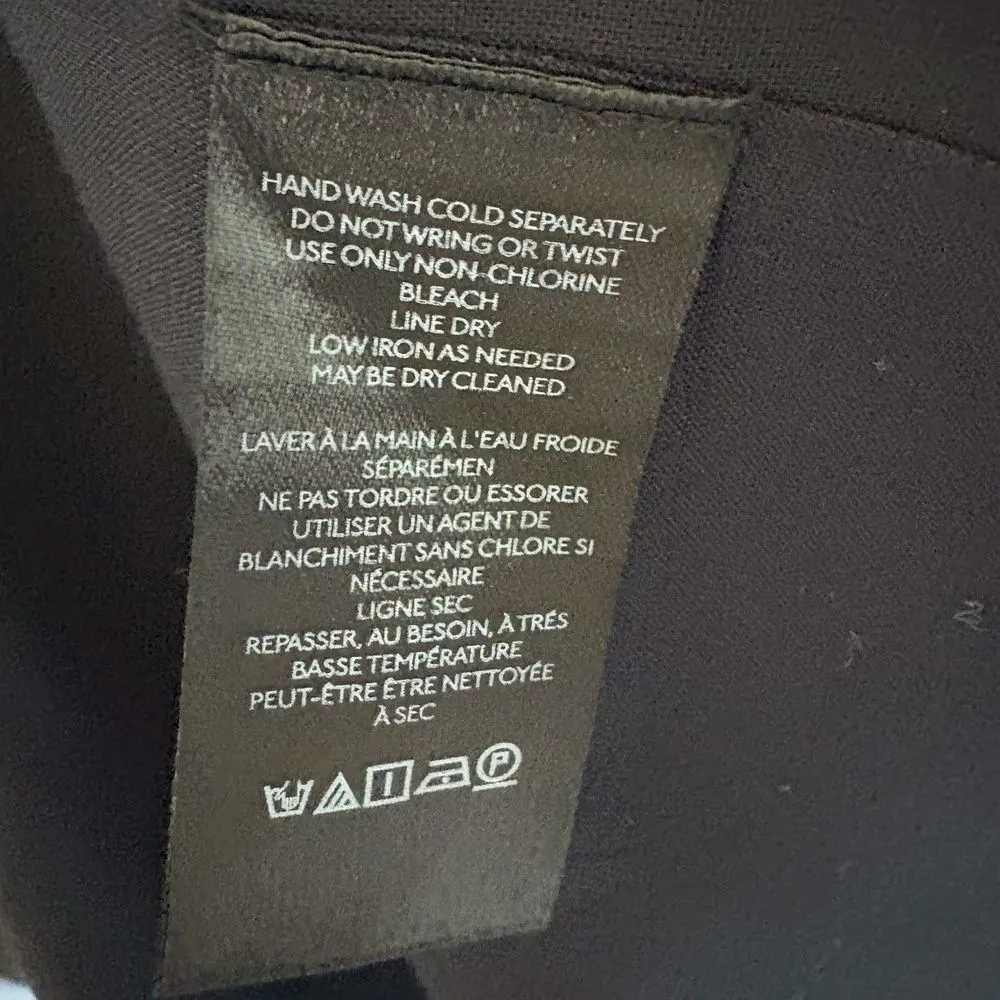 HAND WASH COLD SEPARATELY
DO NOT WRING OR TWIST
USE ONLY NON-CHLORINE
BLEACH
LINE DRY
LOW IRON AS NEEDED
MAY BE DRY CLEANED
LAVER À LA MAIN À L'EAU FROIDE
SÉPARÉMEN
NE PAS TORDRE OU ESSORER
UTILISER UN AGENT DE
BLANCHIMENT SANS CHLORE SI
NÉCESSAIRE
LIGNE SEC
REPASSER, AU BESOIN, À TRÉS
BASSE TEMPÉRATURE
PEUT-ÊTRE ÊTRE NETTOYÉE
À SEC
P